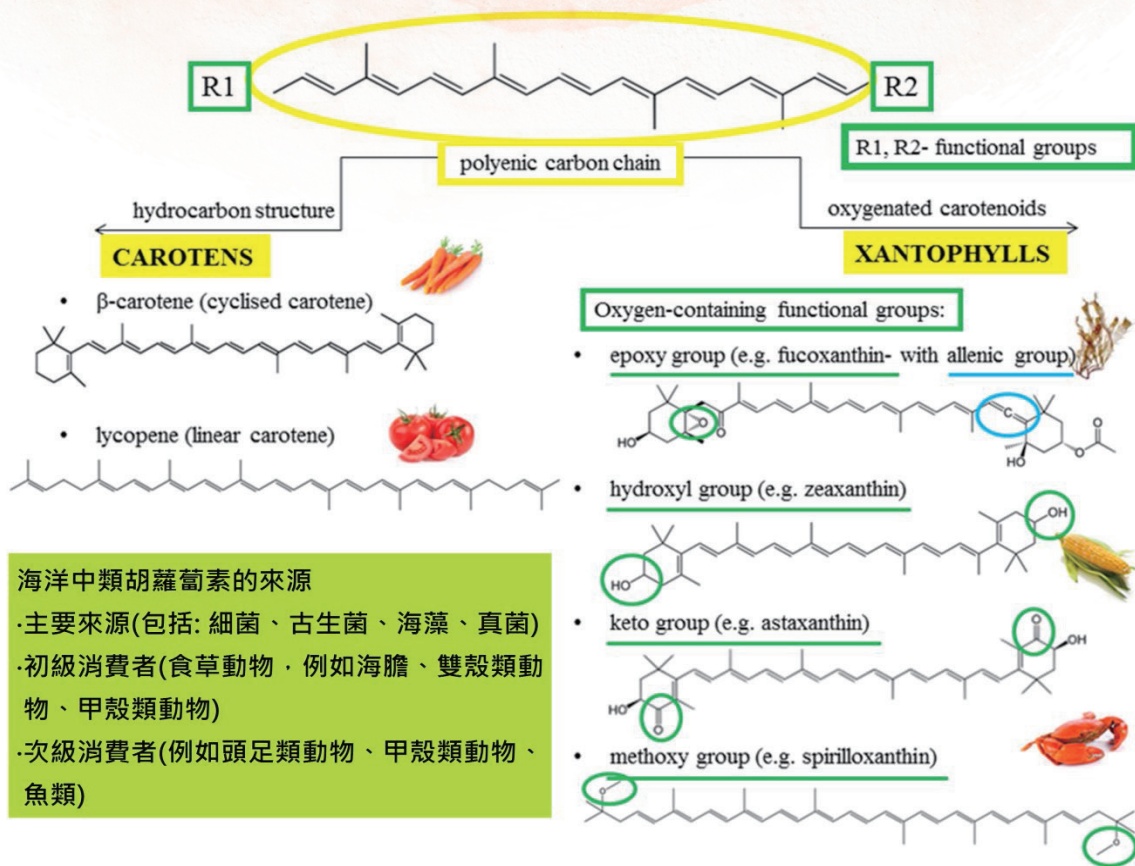 R1
R2
R1, R2- functional groups
polyenic carbon chain
hydrocarbon structure
oxygenated carotenoids
CAROTENS
XANTOPHYLLS
• β-carotene (cyclised carotene)
• lycopene (linear carotene)
Oxygen-containing functional groups:
• epoxy group (e.g. fucoxanthin- with allenic group)
HO
O
O
C
HO
O
O
• hydroxyl group (e.g. zeaxanthin)
OH
HO
• keto group (e.g. astaxanthin)
O
OH
HO
O
• methoxy group (e.g. spirilloxanthin)
O
O
海洋中類胡蘿蔔素的來源
·主要來源(包括: 細菌、古生菌、海藻、真菌)
·初級消費者(食草動物，例如海膽、雙殼類動
物、甲殼類動物)
·次級消費者(例如頭足類動物、甲殼類動物、
魚類)